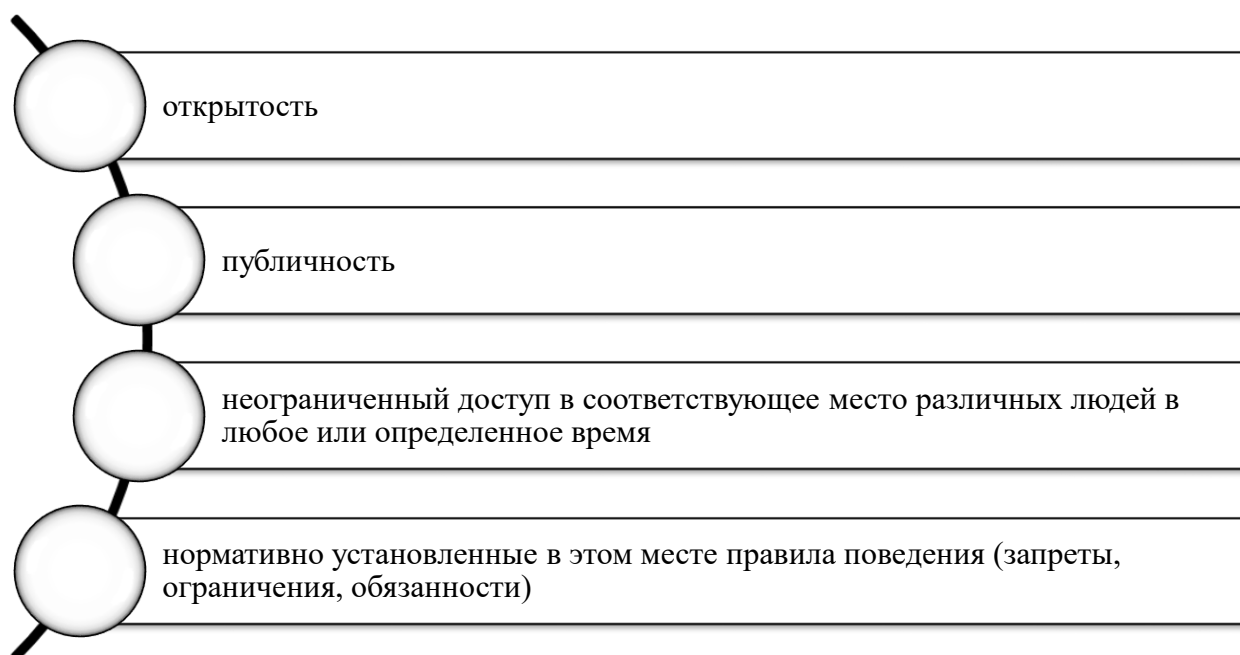 открытость
публичность
неограниченный доступ в соответствующее место различных людей в
любое или определенное время
нормативно установленные в этом месте правила поведения (запреты,
ограничения, обязанности)